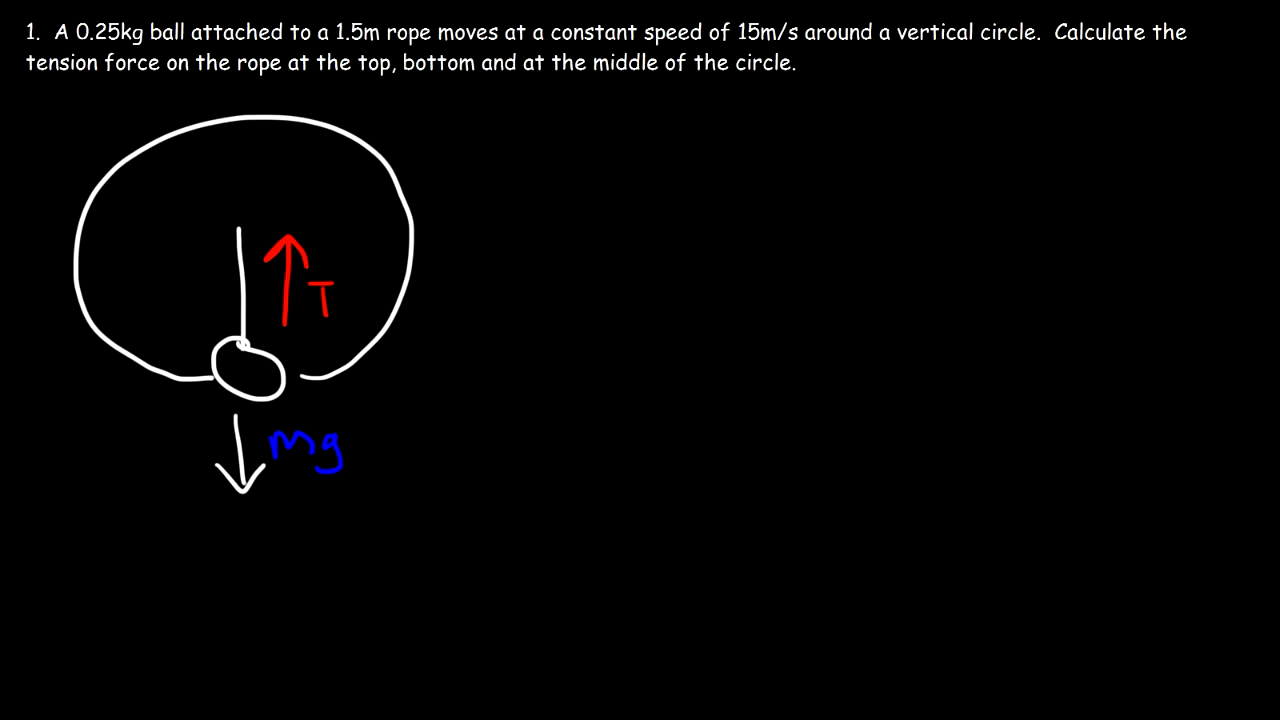 1. A 0.25kg ball attached to a 1.5m rope moves at a constant speed of 15m/s around a vertical circle. Calculate the
tension force on the rope at the top, bottom and at the middle of the circle.
T
mg